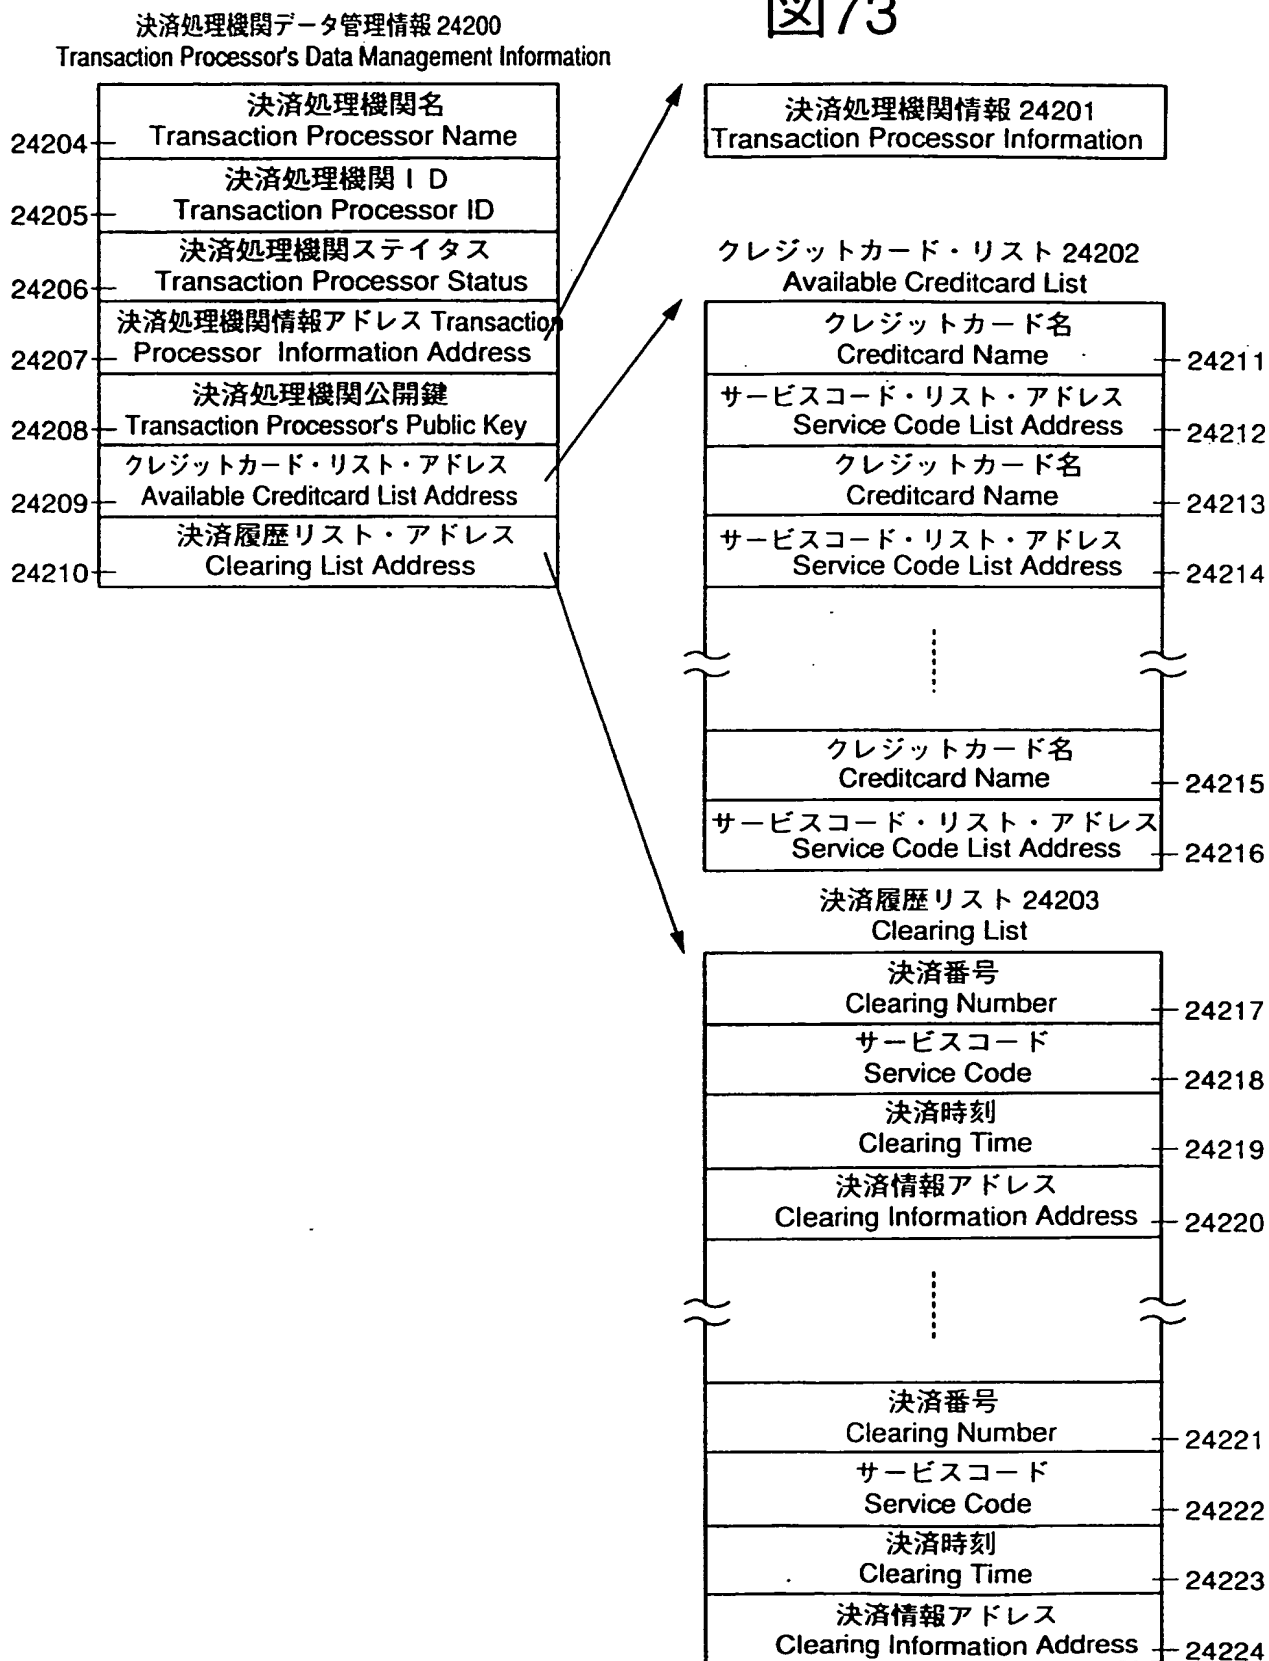 図73
決済処理機関データ管理情報 24200
Transaction Processor's Data Management Information
決済処理機関名
Transaction Processor Name
24204
決済処理機関ＩＤ
Transaction Processor ID
24205
決済処理機関ステイタス
Transaction Processor Status
24206
決済処理機関情報アドレス Transaction
Processor Information Address
24207
決済処理機関公開鍵
Transaction Processor's Public Key
24208
クレジットカード・リスト・アドレス
Available Creditcard List Address
24209
決済履歴リスト・アドレス
Clearing List Address
24210
決済処理機関情報 24201
Transaction Processor Information
クレジットカード・リスト 24202
Available Creditcard List
クレジットカード名
Creditcard Name
24211
サービスコード・リスト・アドレス
Service Code List Address
24212
クレジットカード名
Creditcard Name
24213
サービスコード・リスト・アドレス
Service Code List Address
24214
クレジットカード名
Creditcard Name
24215
サービスコード・リスト・アドレス
Service Code List Address
24216
決済履歴リスト 24203
Clearing List
決済番号
Clearing Number
24217
サービスコード
Service Code
24218
決済時刻
Clearing Time
24219
決済情報アドレス
Clearing Information Address
24220
決済番号
Clearing Number
24221
サービスコード
Service Code
24222
決済時刻
Clearing Time
24223
決済情報アドレス
Clearing Information Address
24224